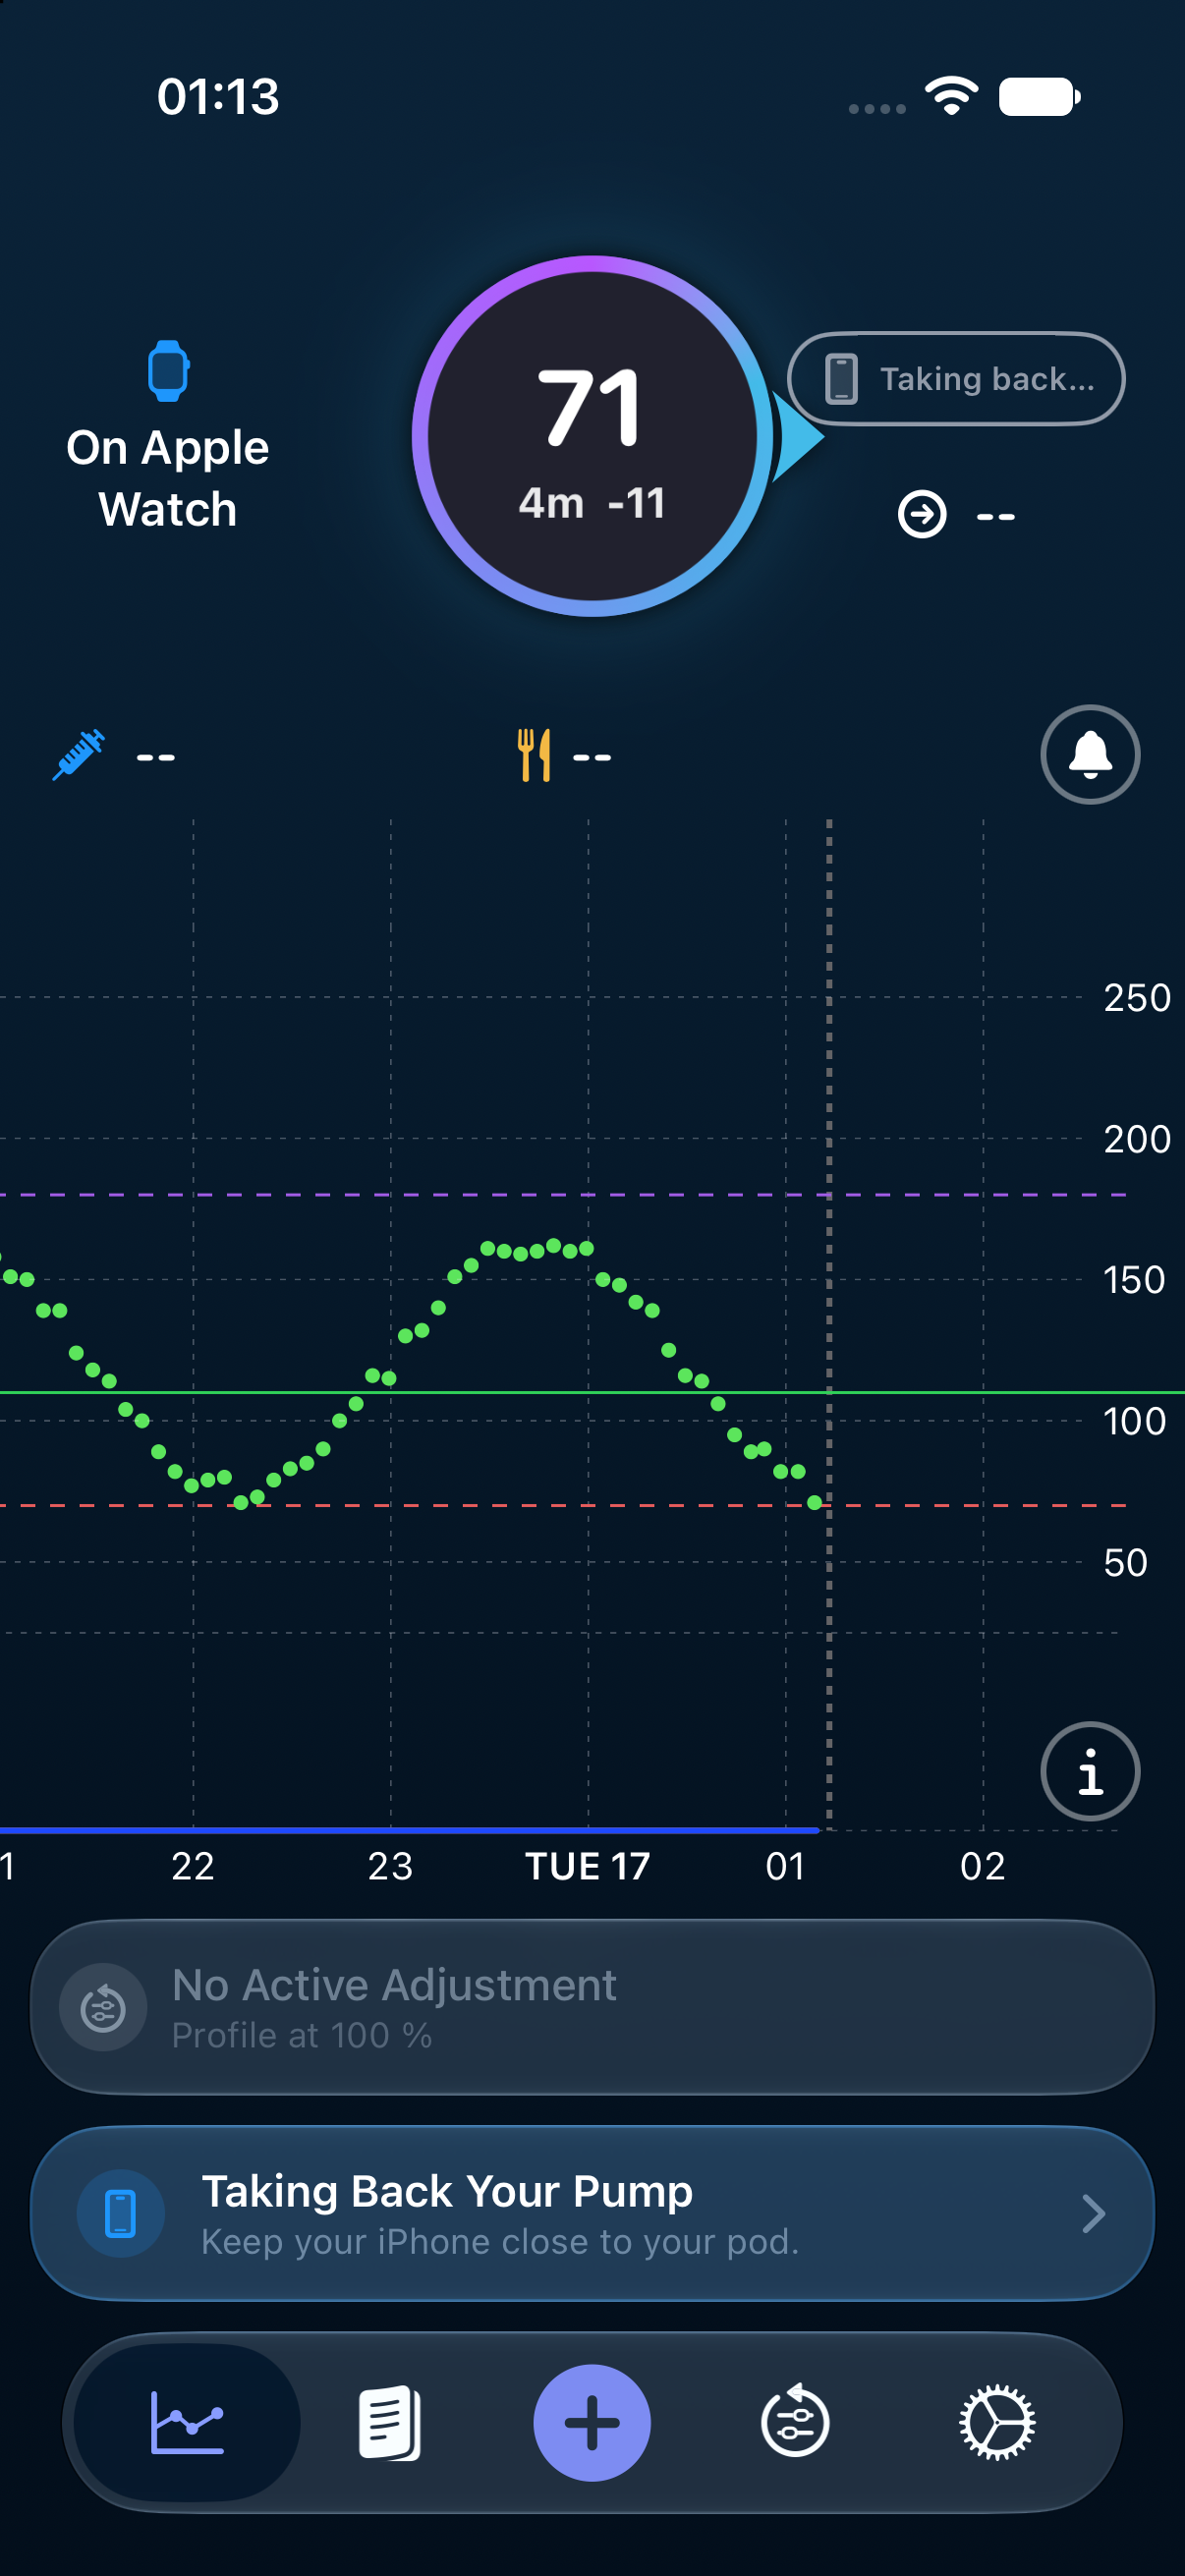 01:13
On Apple
Watch
71
4m -11
Taking back...
--
--
--
250
200
150
100
50
1
22
23
TUE 17
01
02
No Active Adjustment
Profile at 100 %
Taking Back Your Pump
Keep your iPhone close to your pod.